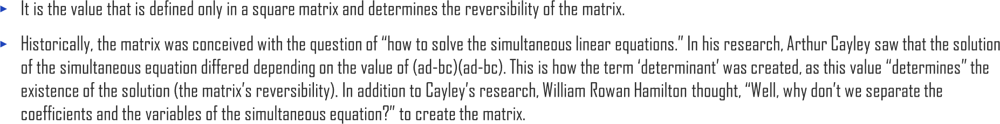 ► It is the value that is defined only in a square matrix and determines the reversibility of the matrix.
► Historically, the matrix was conceived with the question of “how to solve the simultaneous linear equations.” In his research, Arthur Cayley saw that the solution
of the simultaneous equation differed depending on the value of (ad-bc)(ad-bc). This is how the term ‘determinant’ was created, as this value “determines” the
existence of the solution (the matrix’s reversibility). In addition to Cayley’s research, William Rowan Hamilton thought, “Well, why don’t we separate the
coefficients and the variables of the simultaneous equation?” to create the matrix.